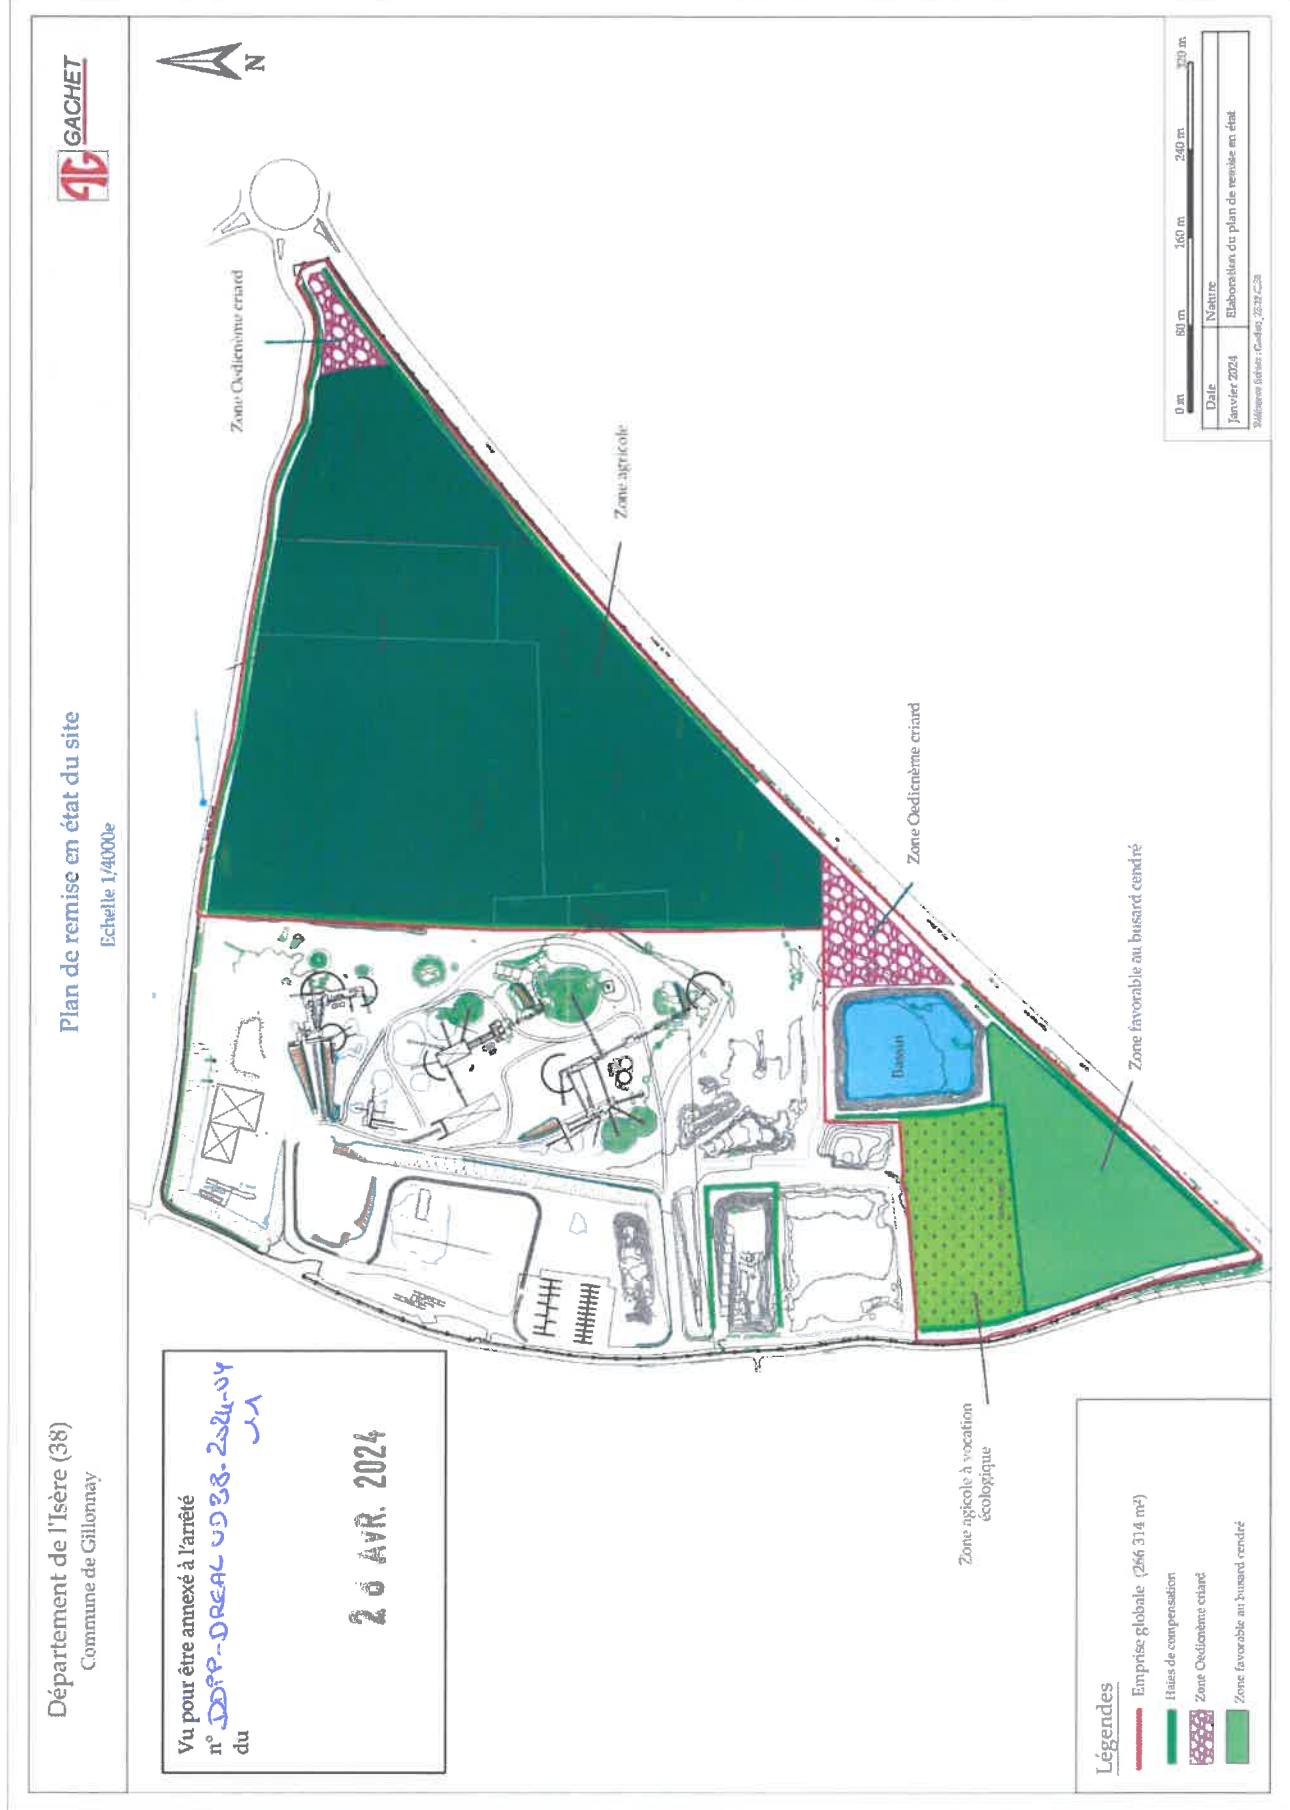 Département de l'Isère (38)
Commune de Gillonnay
Plan de remise en état du site
Echelle 1/4000e
GACHET
Vu pour être annexé à l'arrêté
n° DDPP-DREAL UD38-2024-04
11
du
AVR. 2024
N
Zone Oedicnème criard
Zone agricole
Zone Oedicnème criard
Bassin
Zone favorable au busard cendré
Zone agicole à vocation
écologique
Légendes
Emprise globale (266 314 m²)
Haies de compensation
Zone Oedicnème criard
Zone favorable au busard cendré
0 m 80 m 160 m 240 m 320 m
Date Nature
Janvier 2024 Elaboration du plan de remise en état